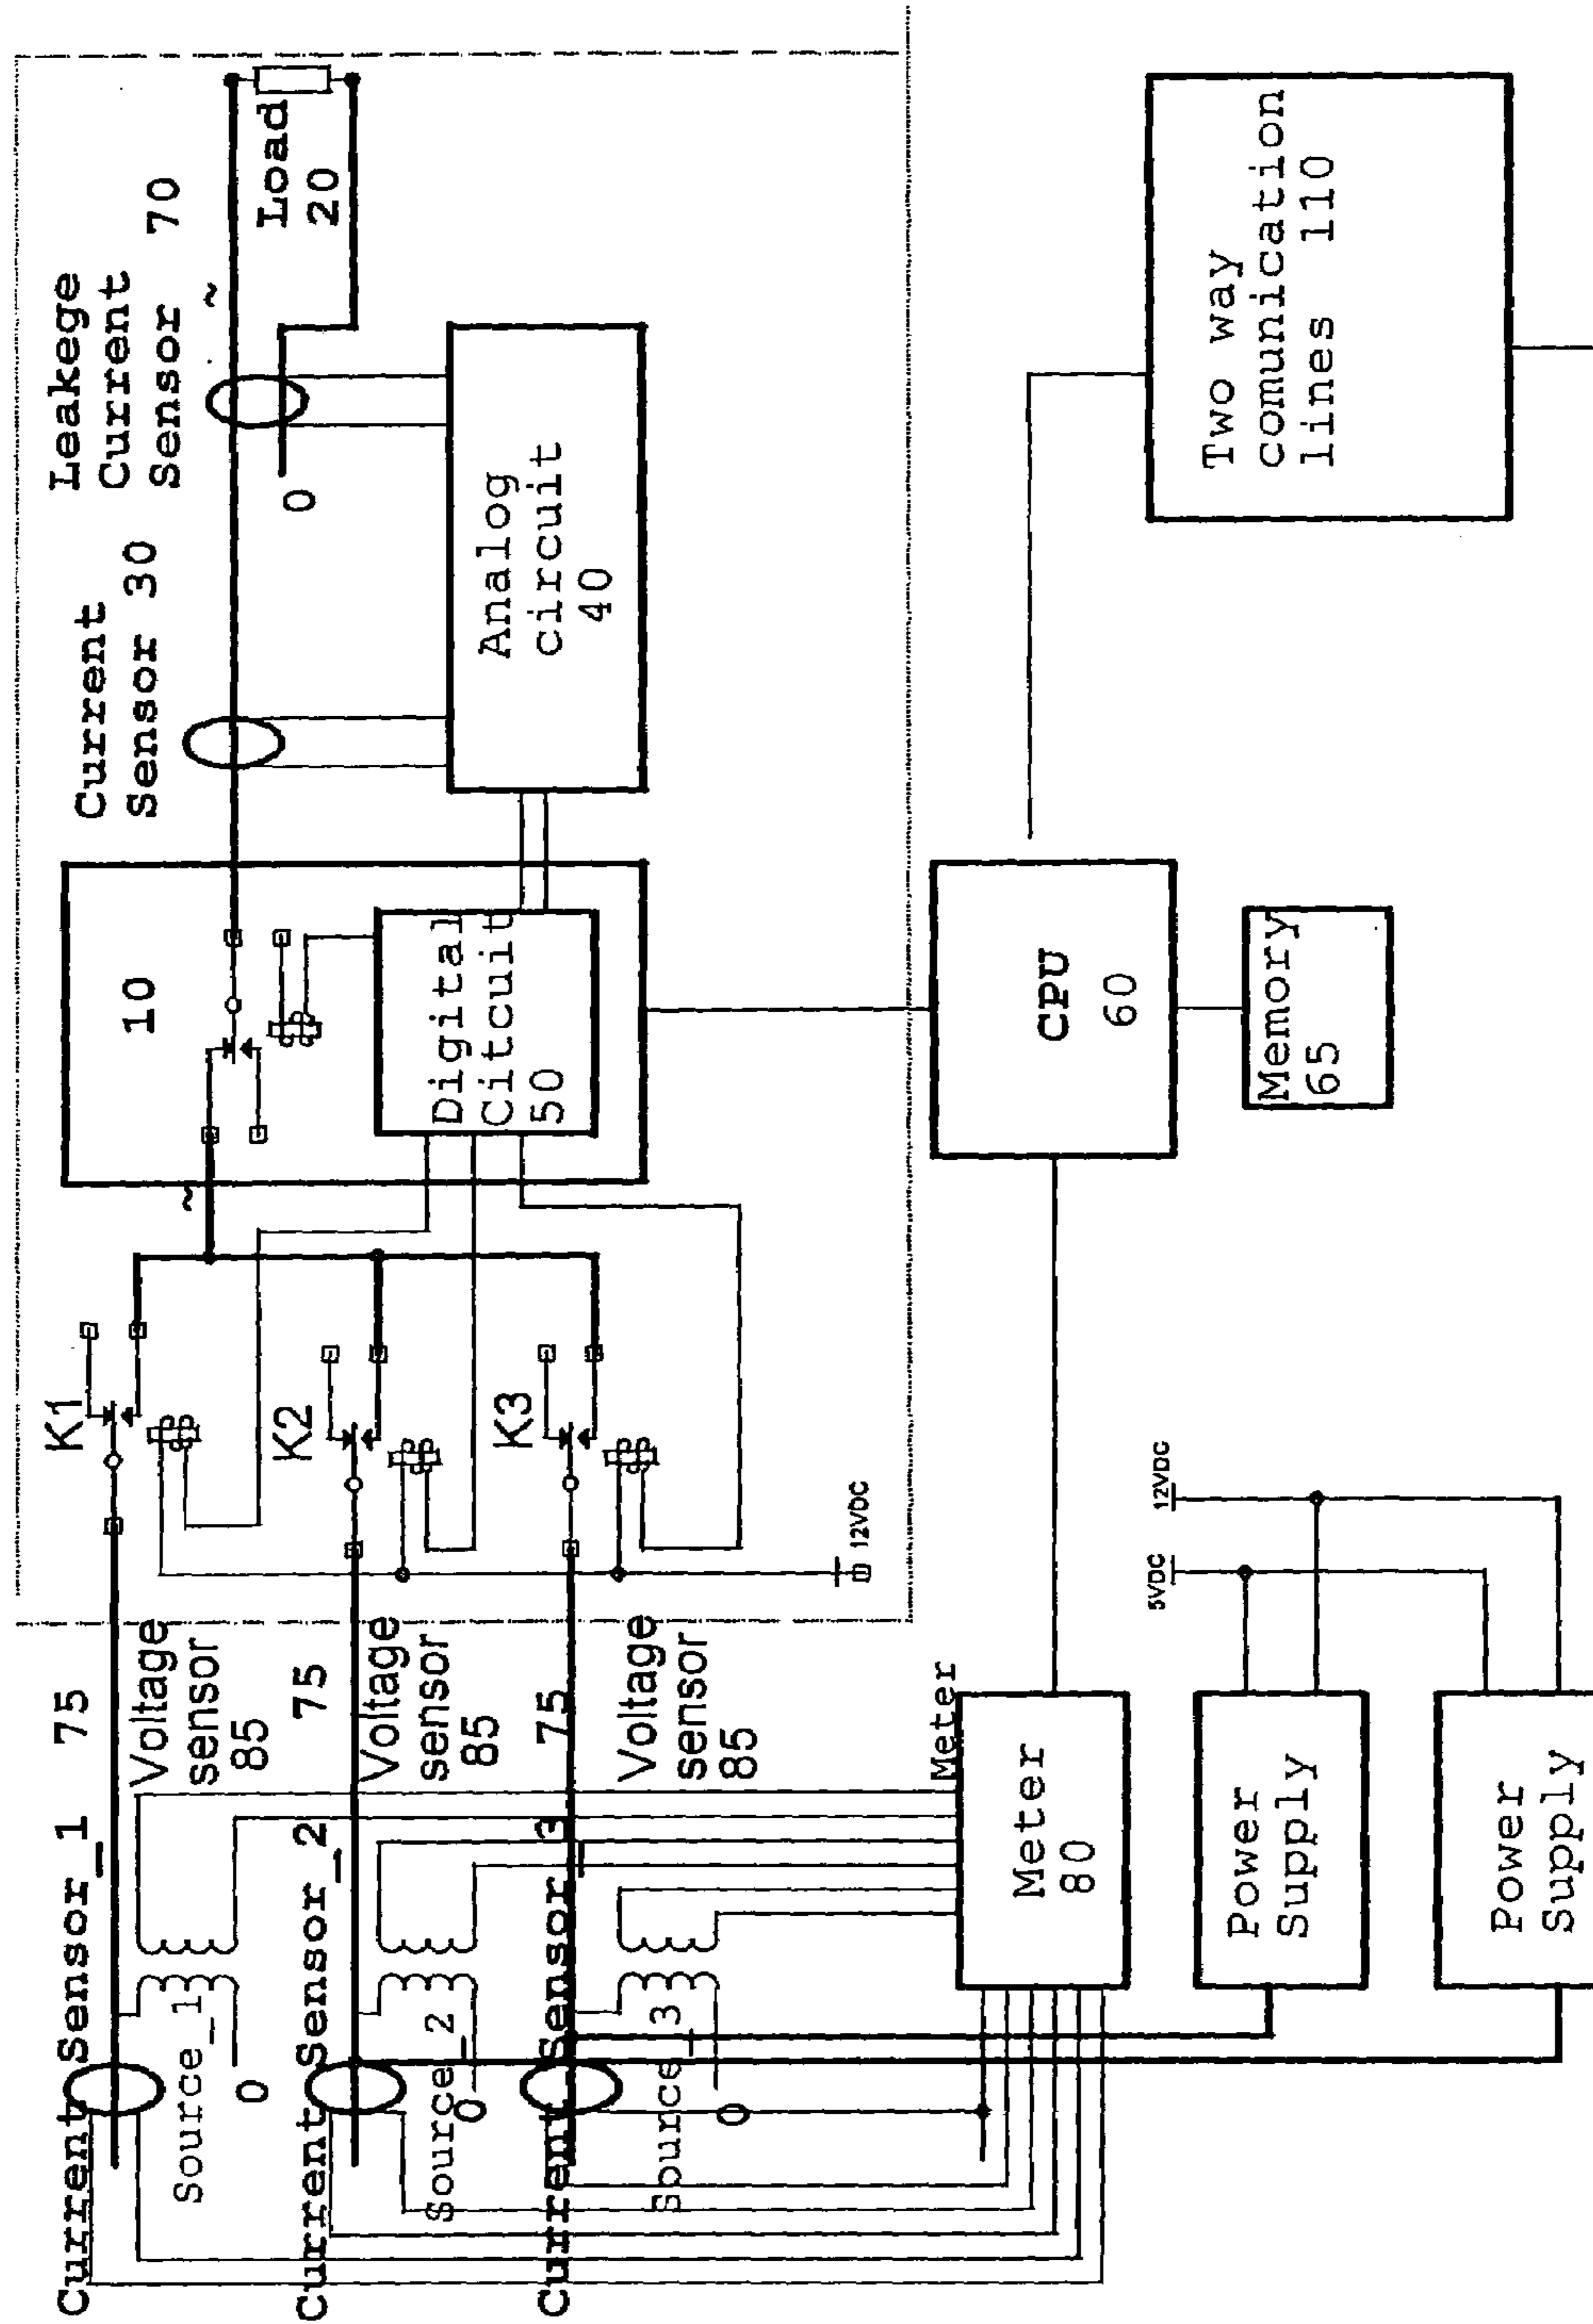 Current Sensor_1 75
K1
10
Current
Sensor 30
Leakege
Current
Sensor 70
~
~
Load
20
0
Source_1
0
Voltage
sensor
85
Current Sensor_2 75
K2
Source_2
0
Voltage
sensor
85
Current Sensor_3 75
K3
Source_3
0
Voltage
sensor
85
12VDC
Digital
Citcuit
50
Analog
circuit
40
Meter
Meter
80
CPU
60
Memory
65
Two way
comunication
lines 110
5VDC
12VDC
Power
Supply
Power
Supply